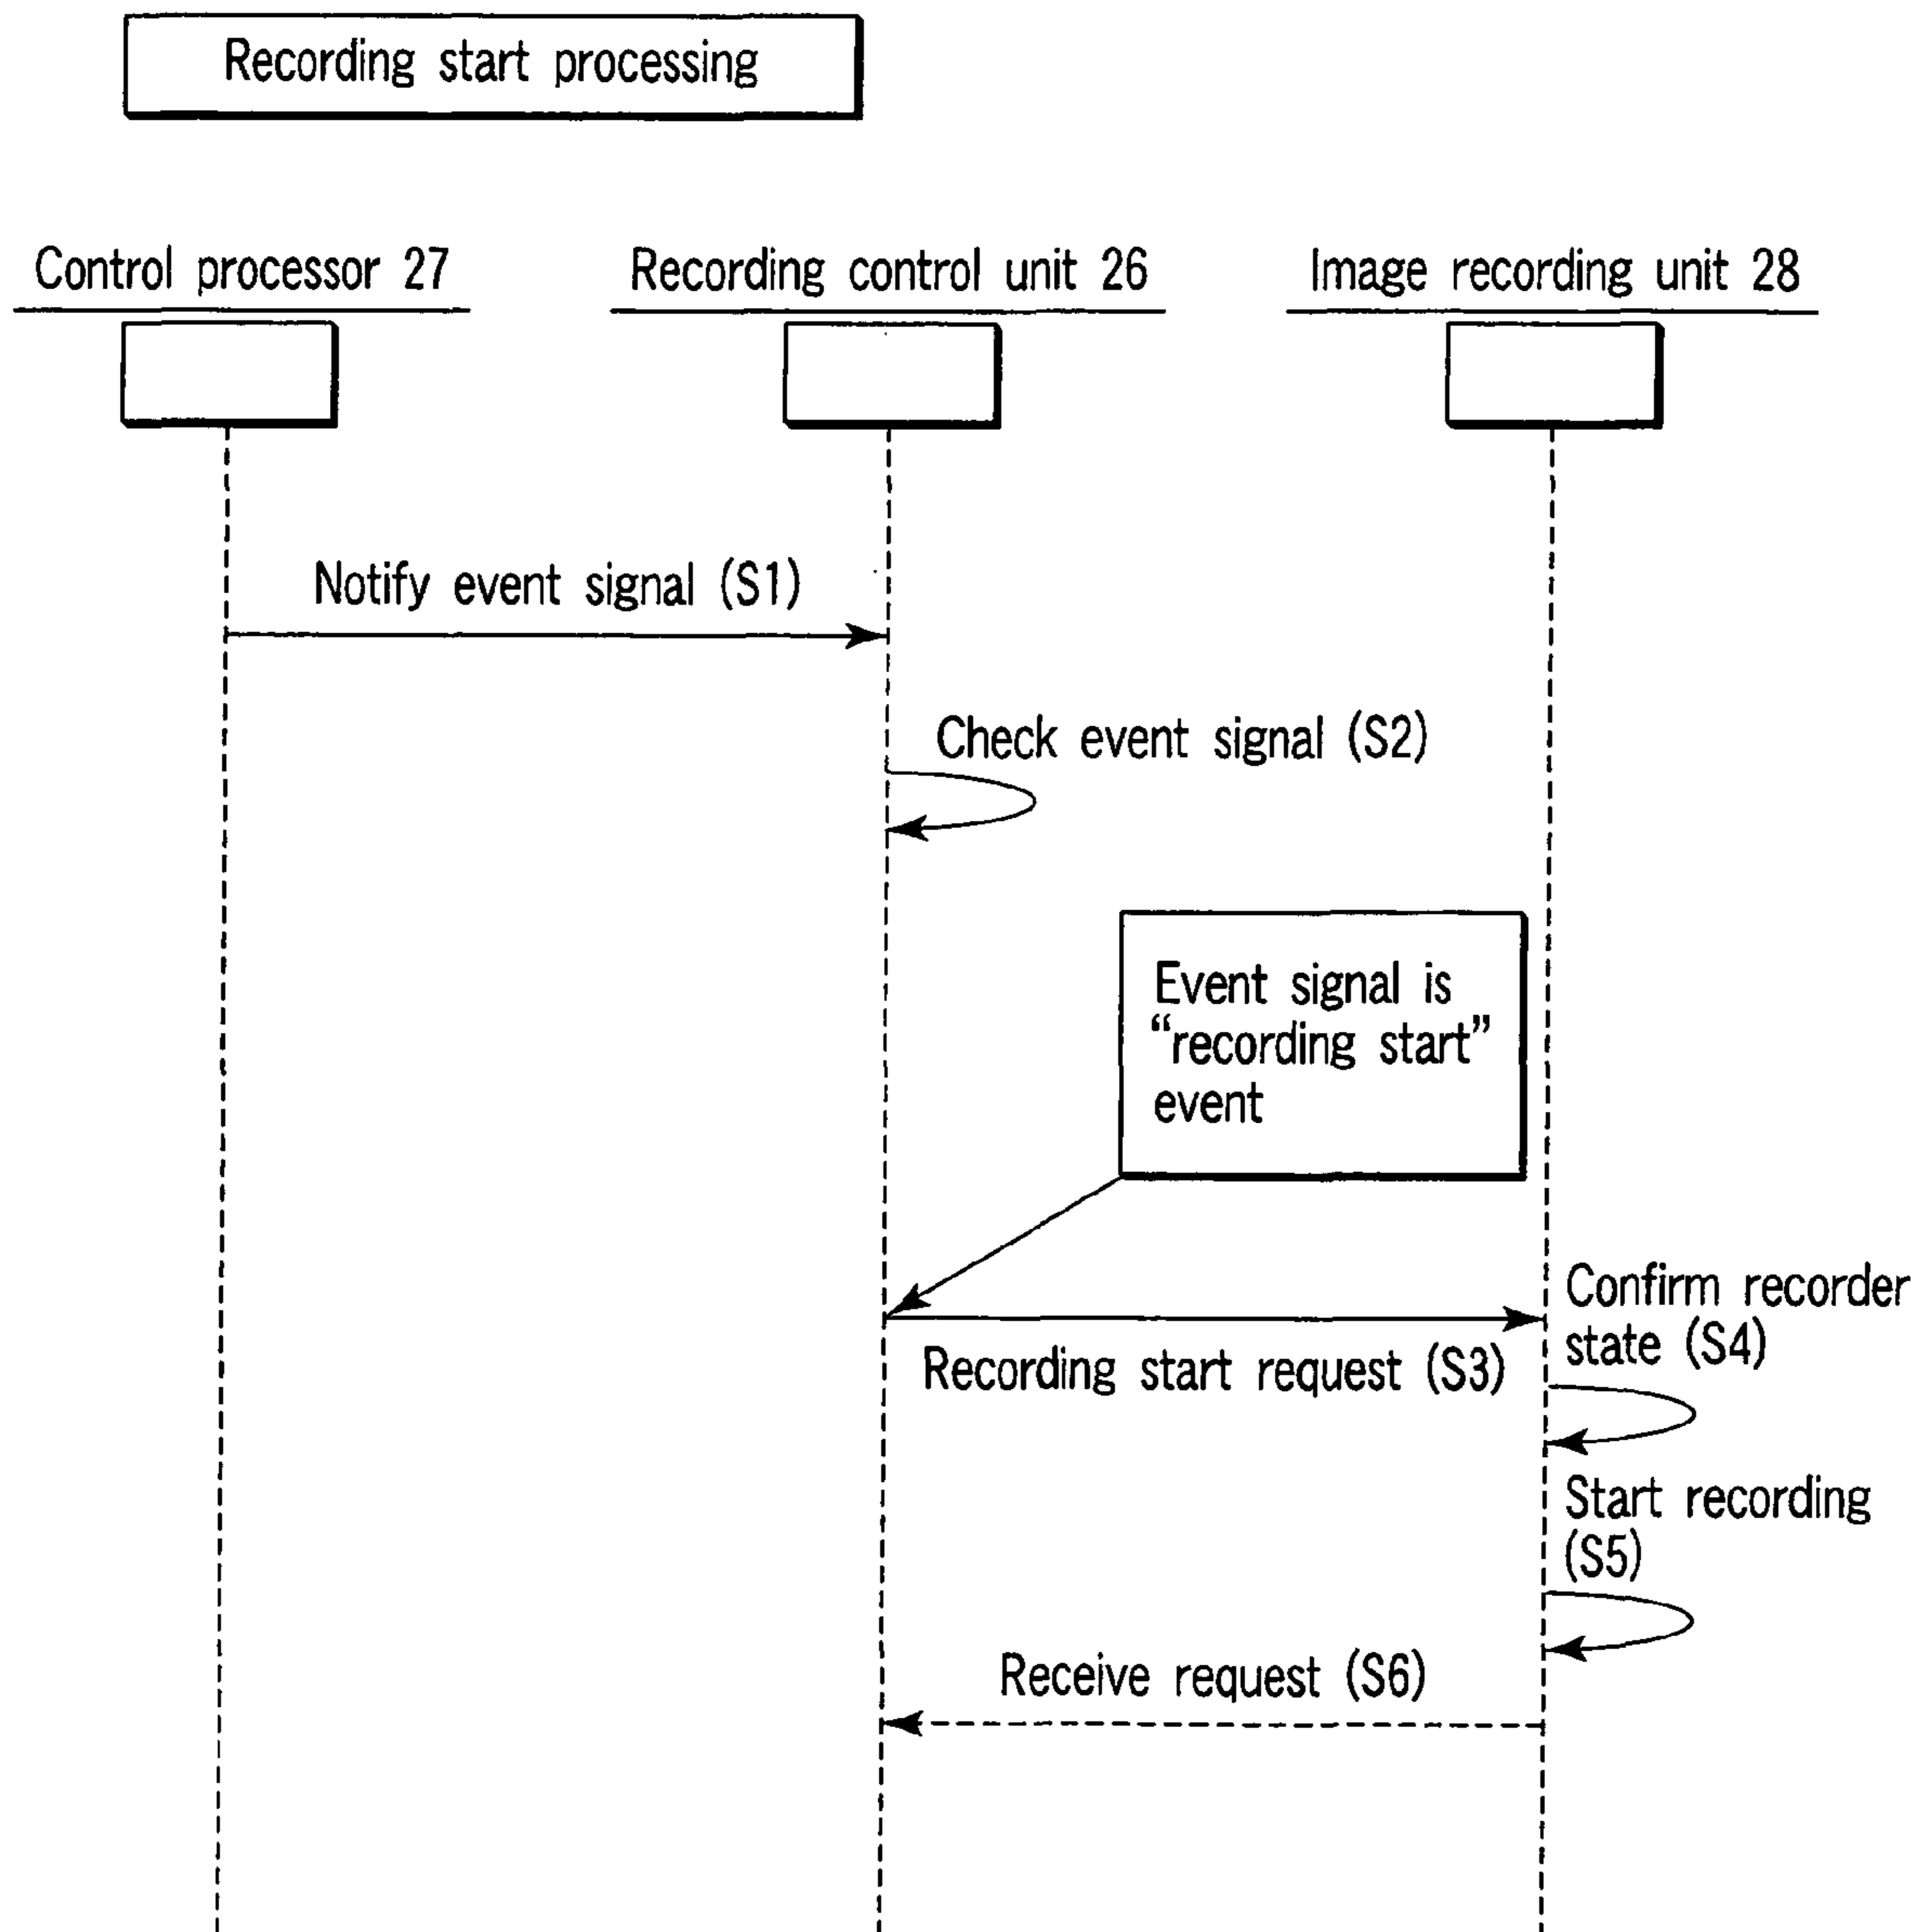 Recording start processing
Control processor 27
Recording control unit 26
Image recording unit 28
Notify event signal (S1)
Check event signal (S2)
Event signal is
“recording start”
event
Confirm recorder
state (S4)
Recording start request (S3)
Start recording
(S5)
Receive request (S6)